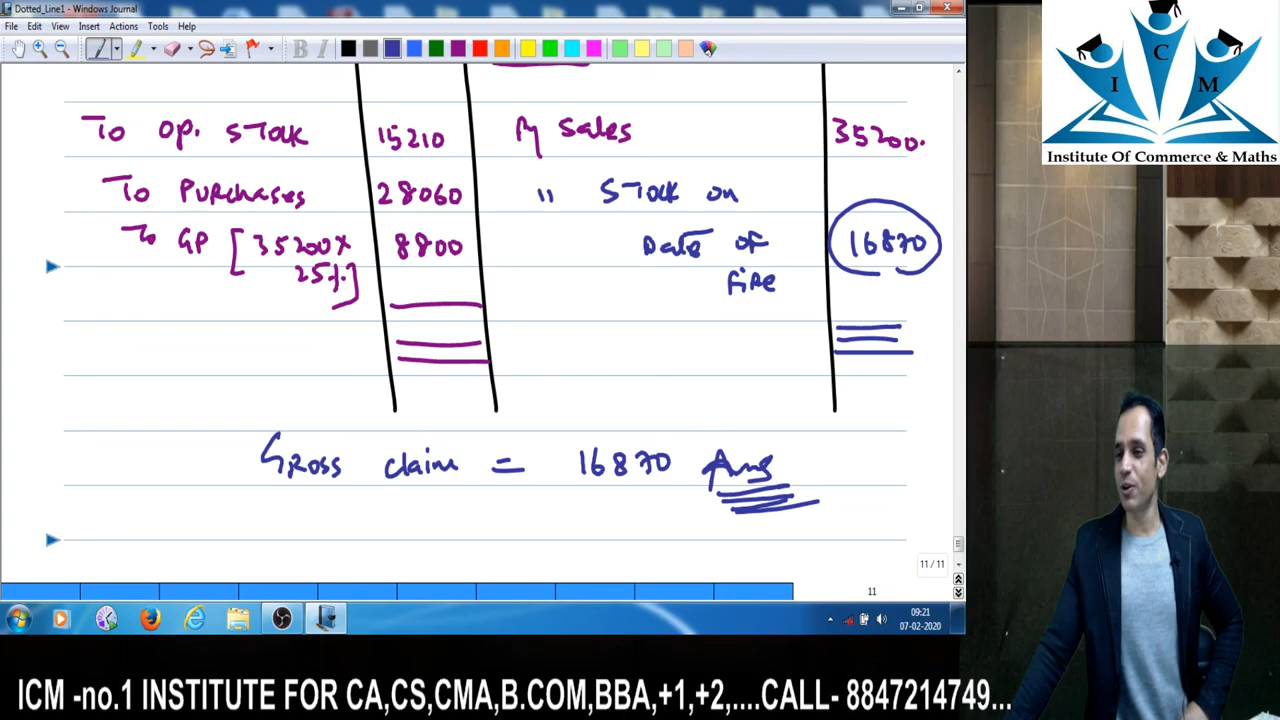 Dotted_Line1 - Windows Journal
File Edit View Insert Actions Tools Help
B I
To Op. Stock 15210 By Sales 35200.
To Purchases 28060 " Stock on
To GP [35200x 8800 Date of 16870
25%] fire
Gross claim = 16870 Ans
11 / 11
11
09:21
07-02-2020
I C M
Institute Of Commerce & Maths
ICM -no.1 INSTITUTE FOR CA,CS,CMA,B.COM,BBA,+1,+2,....CALL- 8847214749...